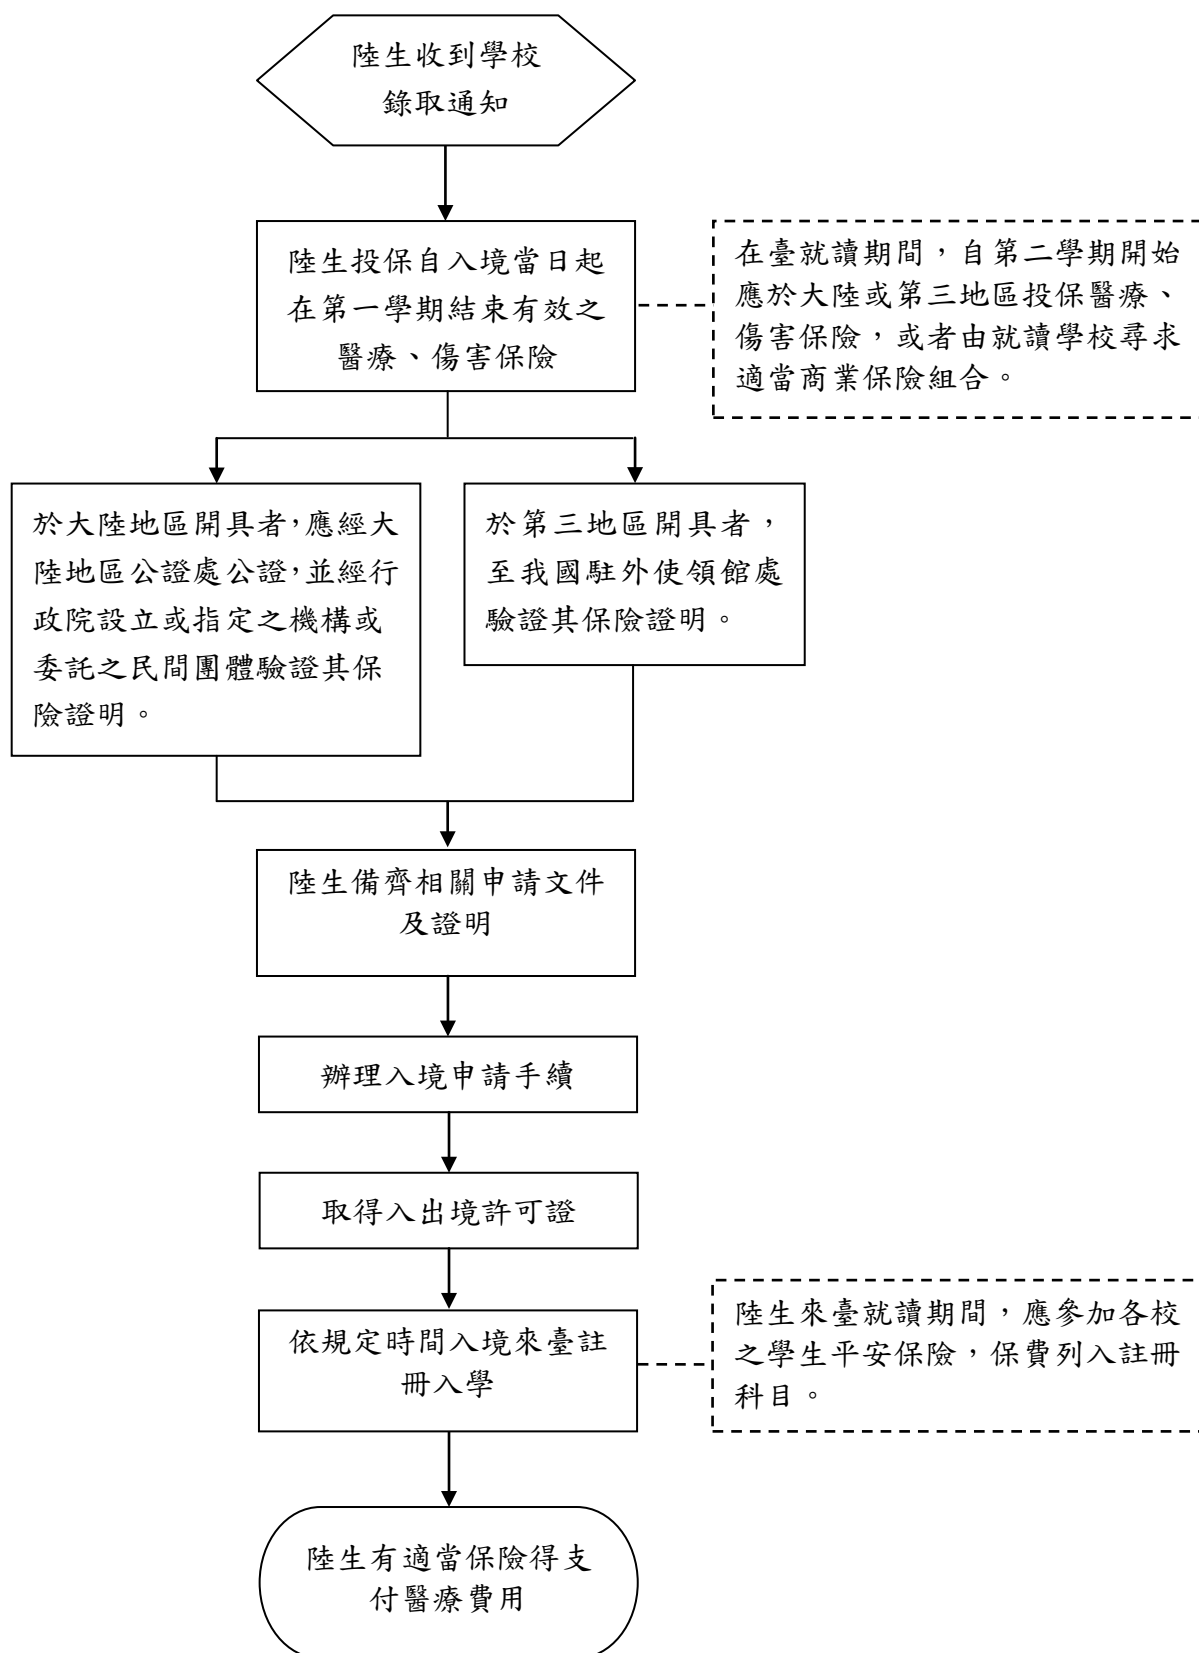 陸生收到學校
錄取通知
陸生投保自入境當日起
在第一學期結束有效之
醫療、傷害保險
在臺就讀期間，自第二學期開始
應於大陸或第三地區投保醫療、
傷害保險，或者由就讀學校尋求
適當商業保險組合。
於大陸地區開具者，應經大
陸地區公證處公證，並經行
政院設立或指定之機構或
委託之民間團體驗證其保
險證明。
於第三地區開具者，
至我國駐外使領館處
驗證其保險證明。
陸生備齊相關申請文件
及證明
辦理入境申請手續
取得入出境許可證
依規定時間入境來臺註
冊入學
陸生來臺就讀期間，應參加各校
之學生平安保險，保費列入註冊
科目。
陸生有適當保險得支
付醫療費用